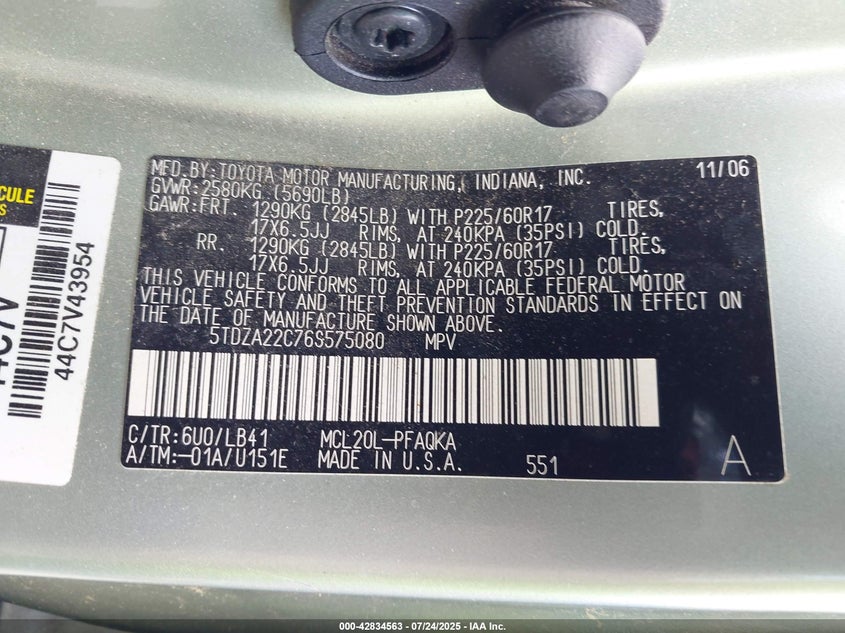 MFD.BY:TOYOTA MOTOR MANUFACTURING, INDIANA, INC. 11/06
GVWR:2580KG (5690LB)
GAWR:FRT. 1290KG (2845LB) WITH P225/60R17 TIRES,
17X6.5JJ RIMS, AT 240KPA (35PSI) COLD.
RR. 1290KG (2845LB) WITH P225/60R17 TIRES,
17X6.5JJ RIMS, AT 240KPA (35PSI) COLD.
THIS VEHICLE CONFORMS TO ALL APPLICABLE FEDERAL MOTOR
VEHICLE SAFETY AND THEFT PREVENTION STANDARDS IN EFFECT ON
THE DATE OF MANUFACTURE SHOWN ABOVE.
5TDZA22C76S575080 MPV
C/TR:6U0/LB41 MCL20L-PFAQKA
A/TM:-01A/U151E MADE IN U.S.A. 551 A
44C7V43954
000-42834563 - 07/24/2025 - IAA Inc.